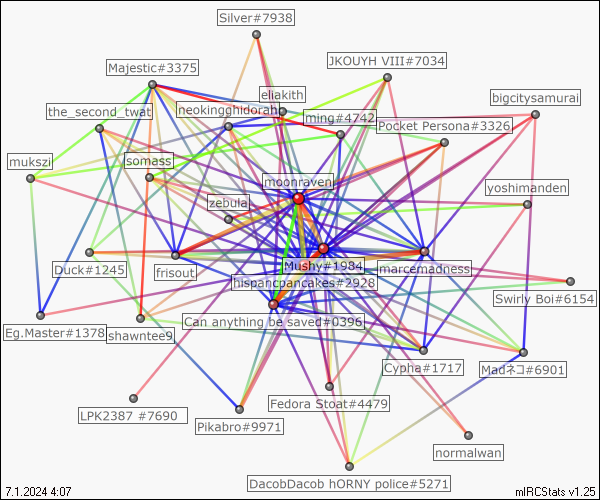 Silver#7938
JKOUYH VIII#7034
Majestic#3375
eliakith
bigcitysamurai
neokingghidorah
the_second_twat
ming#4742
Pocket Persona#3326
mukszi
somass
moonraven
yoshimanden
zebula
Mushy#1984
Duck#1245
frisout
marcemadness
hispancpancakes#2928
Swirly Boi#6154
Can anything be saved#0396
Eg.Master#1378
shawntee9
Cypha#1717
Madネコ#6901
Fedora Stoat#4479
LPK2387 #7690
Pikabro#9971
normalwan
DacobDacob hORNY police#5271
7.1.2024 4:07
mIRCStats v1.25